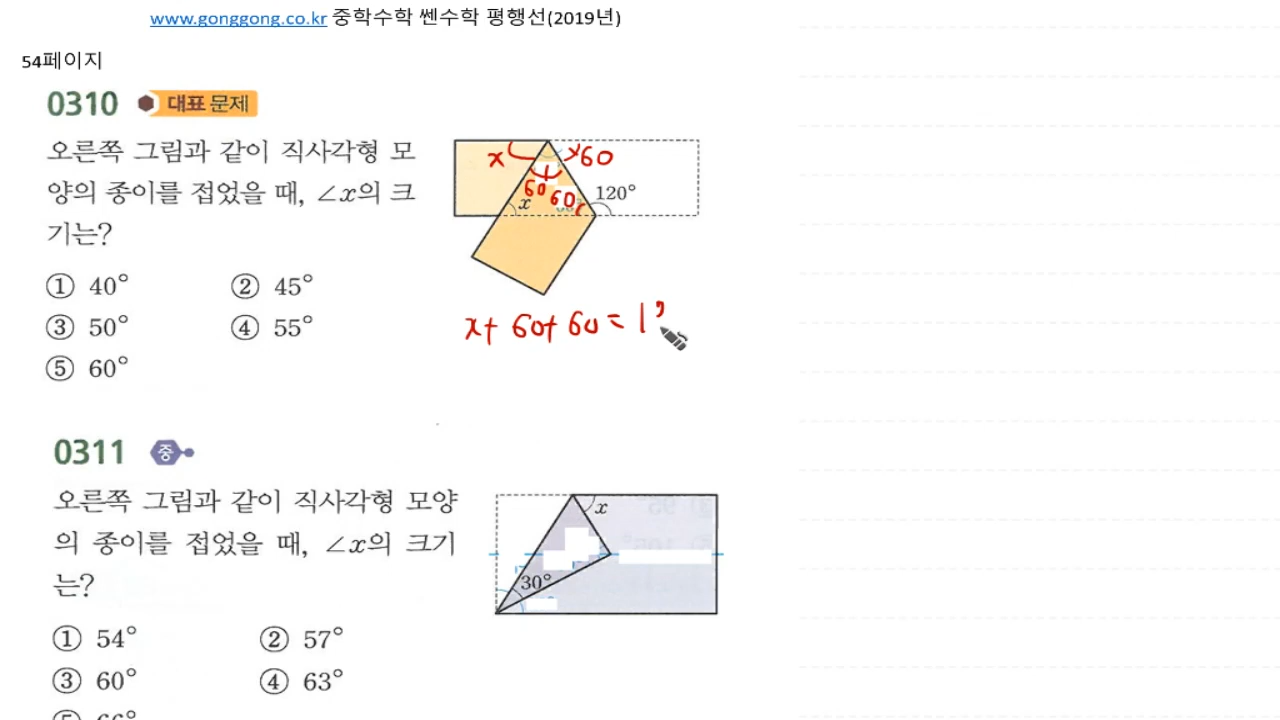 www.gonggong.co.kr 중학수학 쎈수학 평행선(2019년)
54페이지
0310 대표 문제
오른쪽 그림과 같이 직사각형 모
양의 종이를 접었을 때, ∠x의 크
기는?
① 40° ② 45°
③ 50° ④ 55°
⑤ 60°
x 60
60 60
x 120°
x+60+60=1
0311 중
오른쪽 그림과 같이 직사각형 모양
의 종이를 접었을 때, ∠x의 크기
는?
x
30°
① 54° ② 57°
③ 60° ④ 63°
⑤ 66°